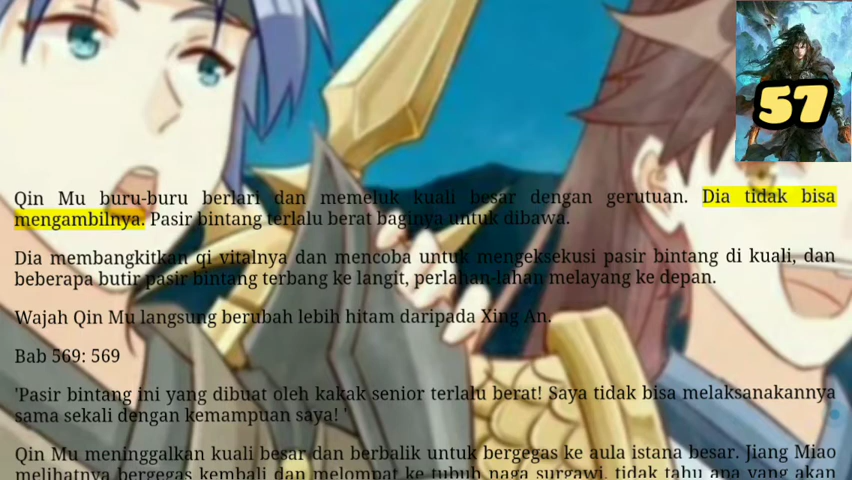 57
Qin Mu buru-buru berlari dan memeluk kuali besar dengan gerutuan. Dia tidak bisa
mengambilnya. Pasir bintang terlalu berat baginya untuk dibawa.
Dia membangkitkan qi vitalnya dan mencoba untuk mengeksekusi pasir bintang di kuali, dan
beberapa butir pasir bintang terbang ke langit, perlahan-lahan melayang ke depan.
Wajah Qin Mu langsung berubah lebih hitam daripada Xing An.
Bab 569: 569
'Pasir bintang ini yang dibuat oleh kakak senior terlalu berat! Saya tidak bisa melaksanakannya
sama sekali dengan kemampuan saya! '
Qin Mu meninggalkan kuali besar dan berbalik untuk bergegas ke aula istana besar. Jiang Miao
melihatnya bergegas kembali dan melompat ke tubuh naga surgawi, tidak tahu apa yang akan